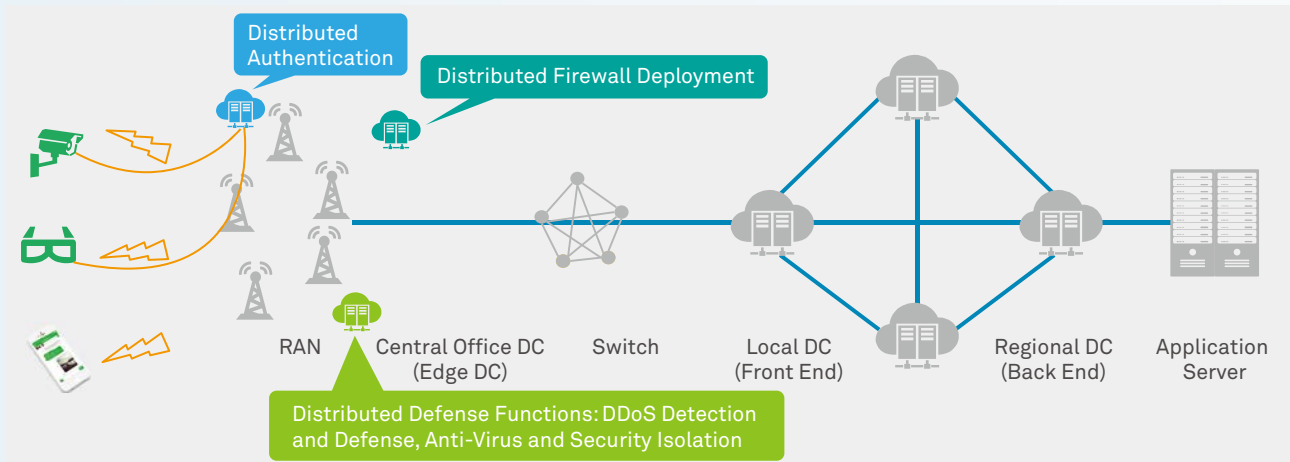 Distributed
Authentication
Distributed Firewall Deployment
RAN
Central Office DC
(Edge DC)
Switch
Local DC
(Front End)
Regional DC
(Back End)
Application
Server
Distributed Defense Functions: DDoS Detection
and Defense, Anti-Virus and Security Isolation